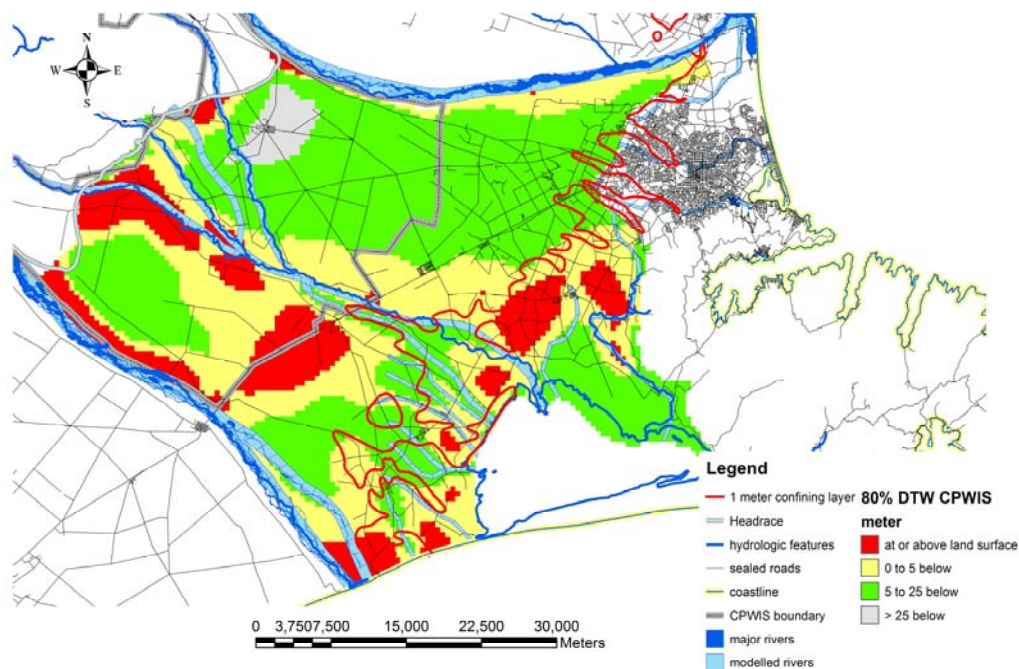 N
W E
S
Legend
1 meter confining layer
Headrace
hydrologic features
sealed roads
coastline
CPWIS boundary
major rivers
modelled rivers
80% DTW CPWIS
meter
at or above land surface
0 to 5 below
5 to 25 below
> 25 below
0 3,7507,500 15,000 22,500 30,000
Meters